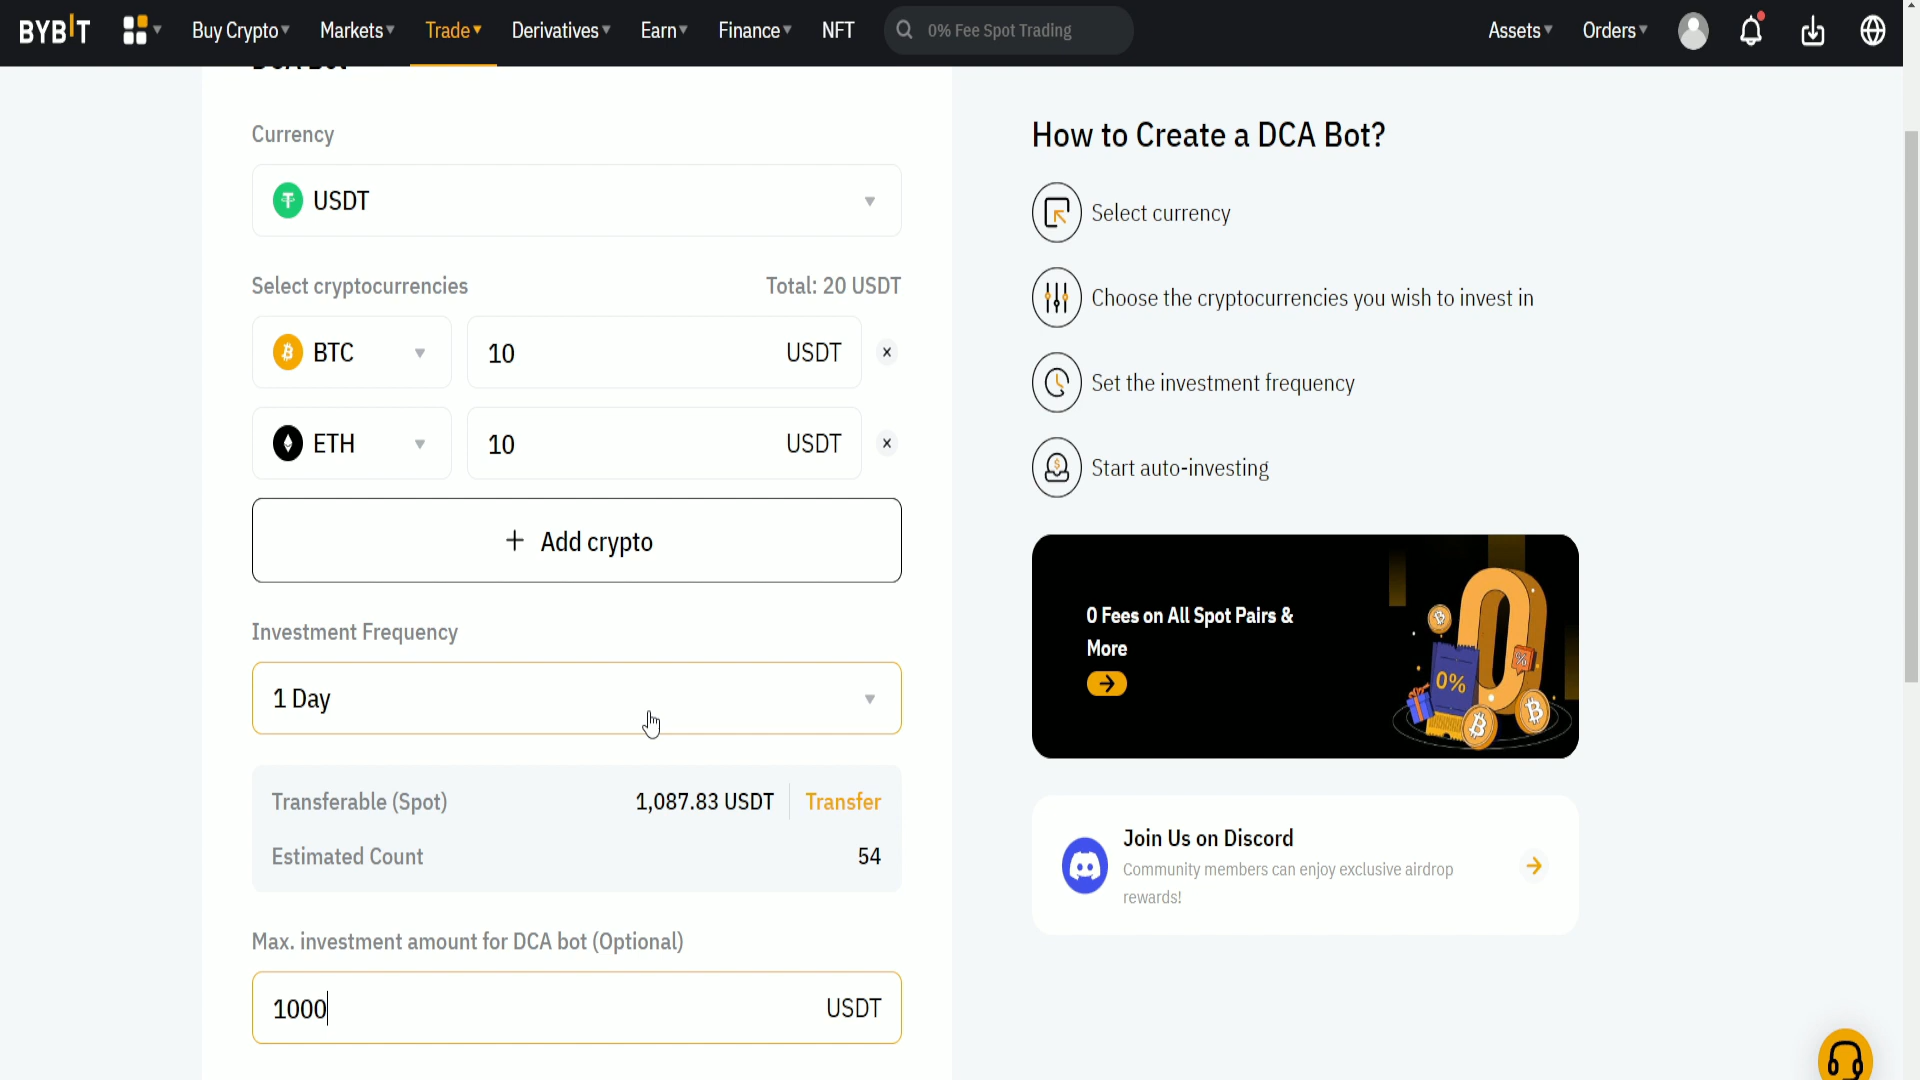 BYBIT Buy Crypto Markets Trade Derivatives Earn Finance NFT 0% Fee Spot Trading Assets Orders
DCA Bot
Currency
USDT
Select cryptocurrencies Total: 20 USDT
BTC 10 USDT
ETH 10 USDT
+ Add crypto
Investment Frequency
1 Day
Transferable (Spot) 1,087.83 USDT Transfer
Estimated Count 54
Max. investment amount for DCA bot (Optional)
1000 USDT
How to Create a DCA Bot?
Select currency
Choose the cryptocurrencies you wish to invest in
Set the investment frequency
Start auto-investing
0 Fees on All Spot Pairs &
More
0%
%
Join Us on Discord
Community members can enjoy exclusive airdrop
rewards!